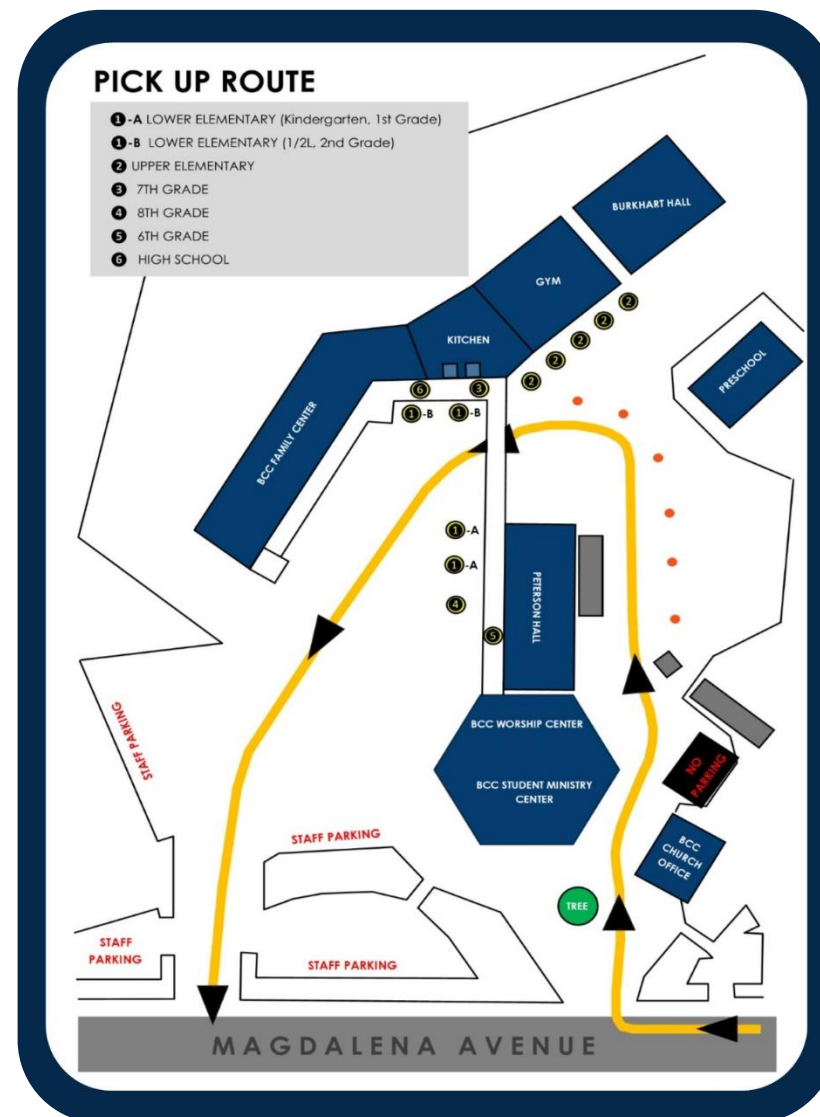 PICK UP ROUTE
1-A LOWER ELEMENTARY (Kindergarten, 1st Grade)
1-B LOWER ELEMENTARY (1/2L, 2nd Grade)
2 UPPER ELEMENTARY
3 7TH GRADE
4 8TH GRADE
5 6TH GRADE
6 HIGH SCHOOL
BURKHART HALL
GYM
KITCHEN
PRESCHOOL
BCC FAMILY CENTER
2
2
2
2
2
6
3
1-B
1-B
1-A
1-A
4
5
PETERSON HALL
BCC WORSHIP CENTER
BCC STUDENT MINISTRY
CENTER
NO
PARKING
BCC
CHURCH
OFFICE
TREE
STAFF PARKING
STAFF PARKING
STAFF
PARKING
STAFF PARKING
MAGDALENA AVENUE